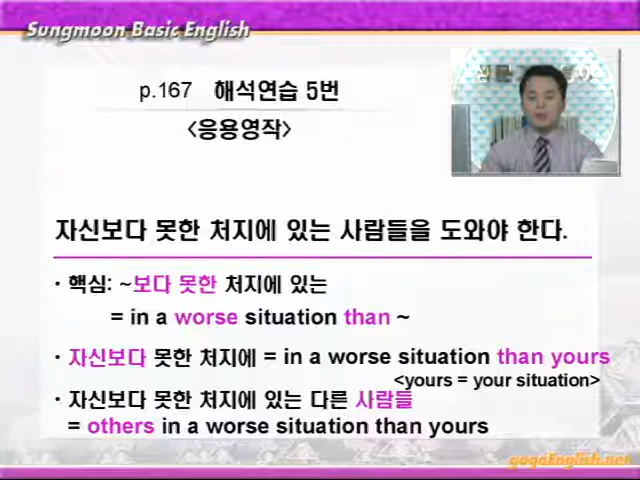 Sungmoon Basic English
p.167 해석연습 5번
<응용영작>
자신보다 못한 처지에 있는 사람들을 도와야 한다.
· 핵심: ~보다 못한 처지에 있는
= in a worse situation than ~
· 자신보다 못한 처지에 = in a worse situation than yours
<yours = your situation>
· 자신보다 못한 처지에 있는 다른 사람들
= others in a worse situation than yours
gogoEnglish.net